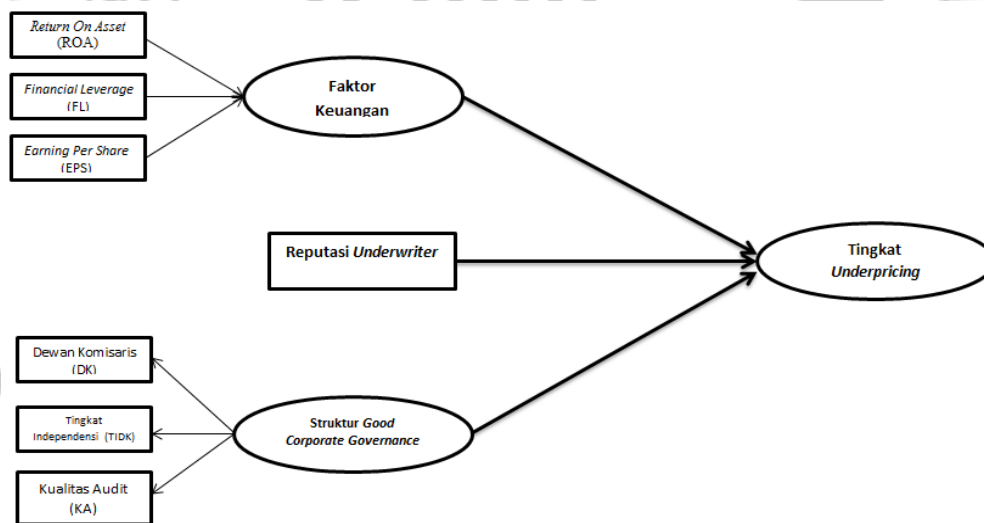 Return On Asset
(ROA)
Financial Leverage
(FL)
Earning Per Share
(EPS)
Faktor
Keuangan
Reputasi Underwriter
Tingkat
Underpricing
Dewan Komisaris
(DK)
Tingkat
Independensi (TIDK)
Kualitas Audit
(KA)
Struktur Good
Corporate Governance